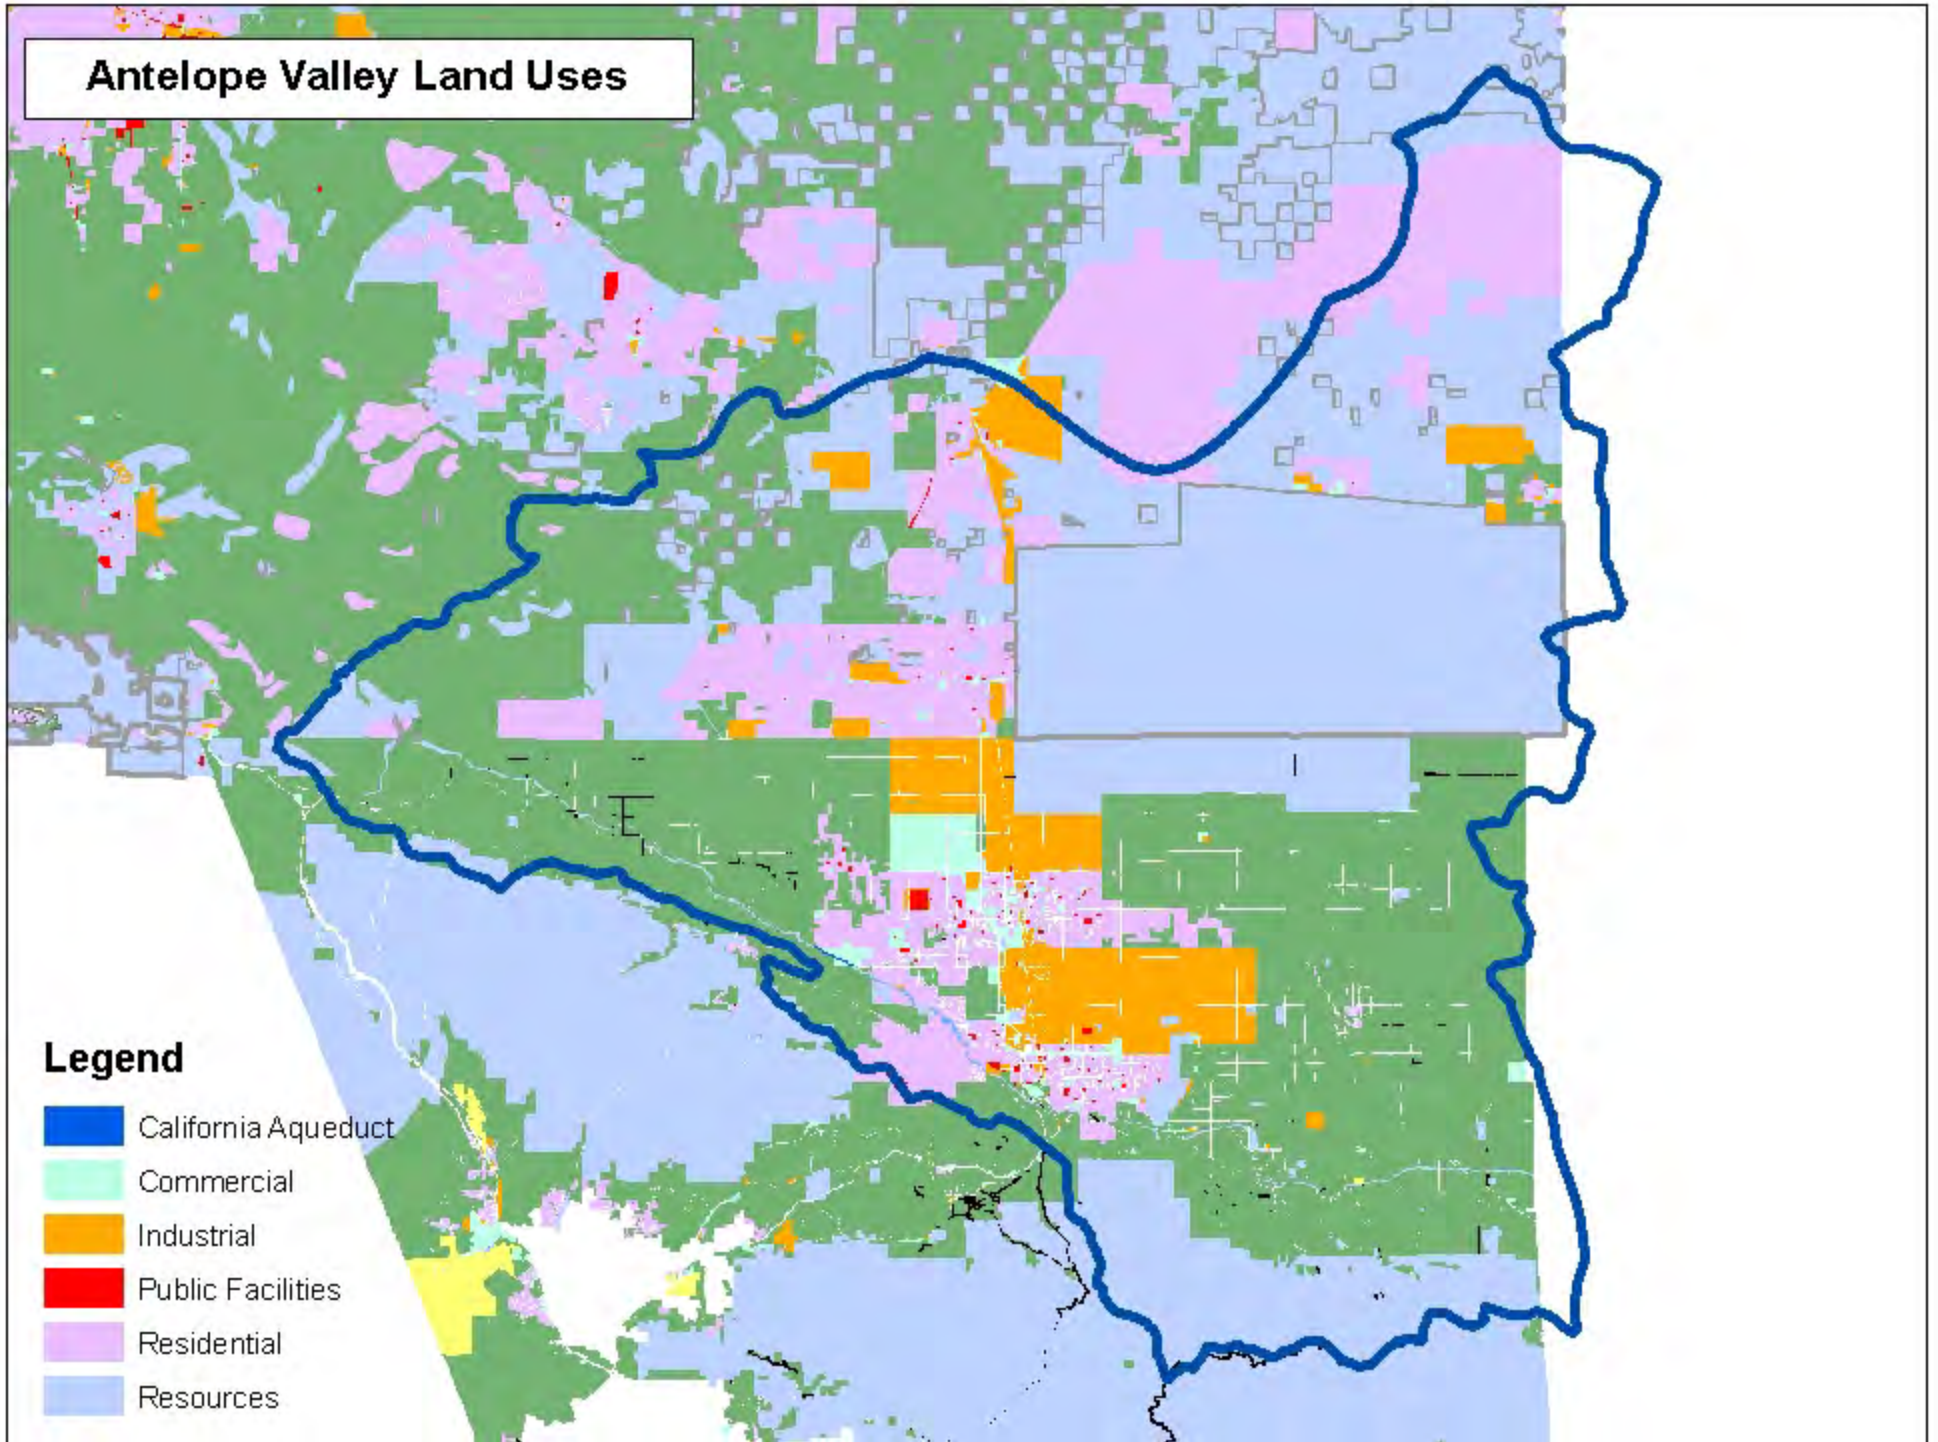 Antelope Valley Land Uses
Legend
California Aqueduct
Commercial
Industrial
Public Facilities
Residential
Resources